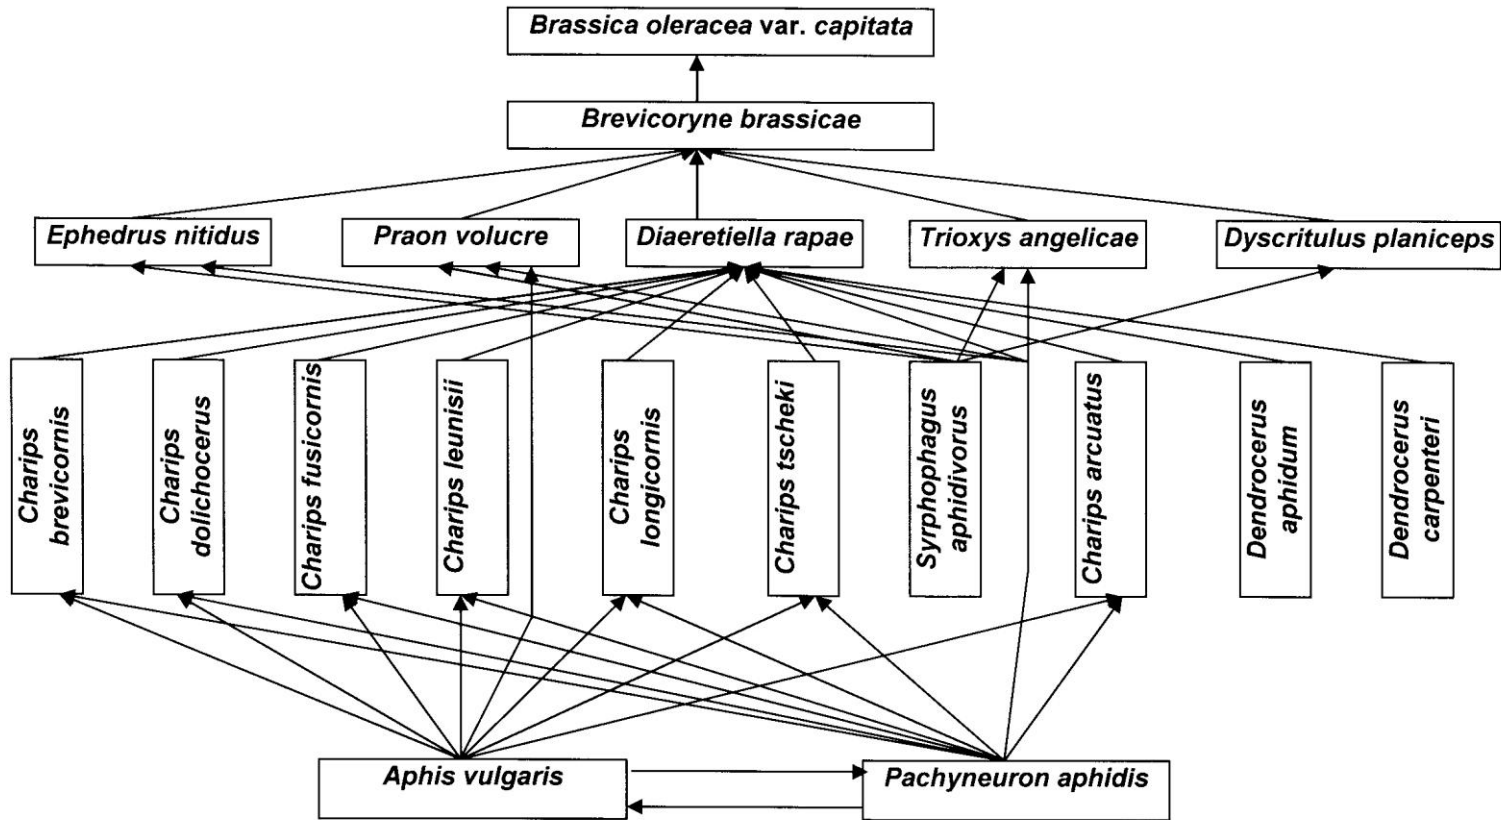 Brassica oleracea var. capitata
Brevicoryne brassicae
Ephedrus nitidus
Praon volucre
Diaeretiella rapae
Trioxys angelicae
Dyscritulus planiceps
Charips
brevicornis
Charips
dolichocerus
Charips fusicornis
Charips leunisii
Charips
longicornis
Charips tscheki
Syrphophagus
aphidivorus
Charips arcuatus
Dendrocerus
aphidum
Dendrocerus
carpenteri
Aphis vulgaris
Pachyneuron aphidis